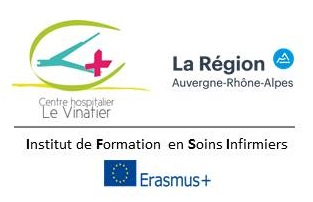 Centre hospitalier
Le Vinatier
La Région
Auvergne-Rhône-Alpes
Institut de Formation en Soins Infirmiers
Erasmus+